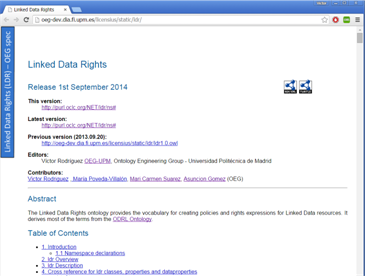 Linked Data Rights
oeg-dev.dia.fi.upm.es/licensius/static/ldr/
Linked Data Rights (LDR) – OEG spec
Linked Data Rights
Release 1st September 2014
This version:
http://purl.oclc.org/NET/ldr/ns#
Latest version:
http://purl.oclc.org/NET/ldr/ns#
Previous version (2013.09.20):
http://oeg-dev.dia.fi.upm.es/licensius/static/ldr/ldr1.0.owl
Editors:
Víctor Rodríguez OEG-UPM, Ontology Engineering Group - Universidad Politécnica de Madrid
Contributors:
Víctor Rodríguez , María Poveda-Villalón, Mari Carmen Suárez, Asunción Gómez (OEG)
Abstract
The Linked Data Rights ontology provides the vocabulary for creating policies and rights expressions for Linked Data resources. It
derives most of the terms from the ODRL Ontology.
Table of Contents
1. Introduction
1.1 Namespace declarations
2. ldr Overview
3. ldr Description
4. Cross reference for ldr classes, properties and dataproperties